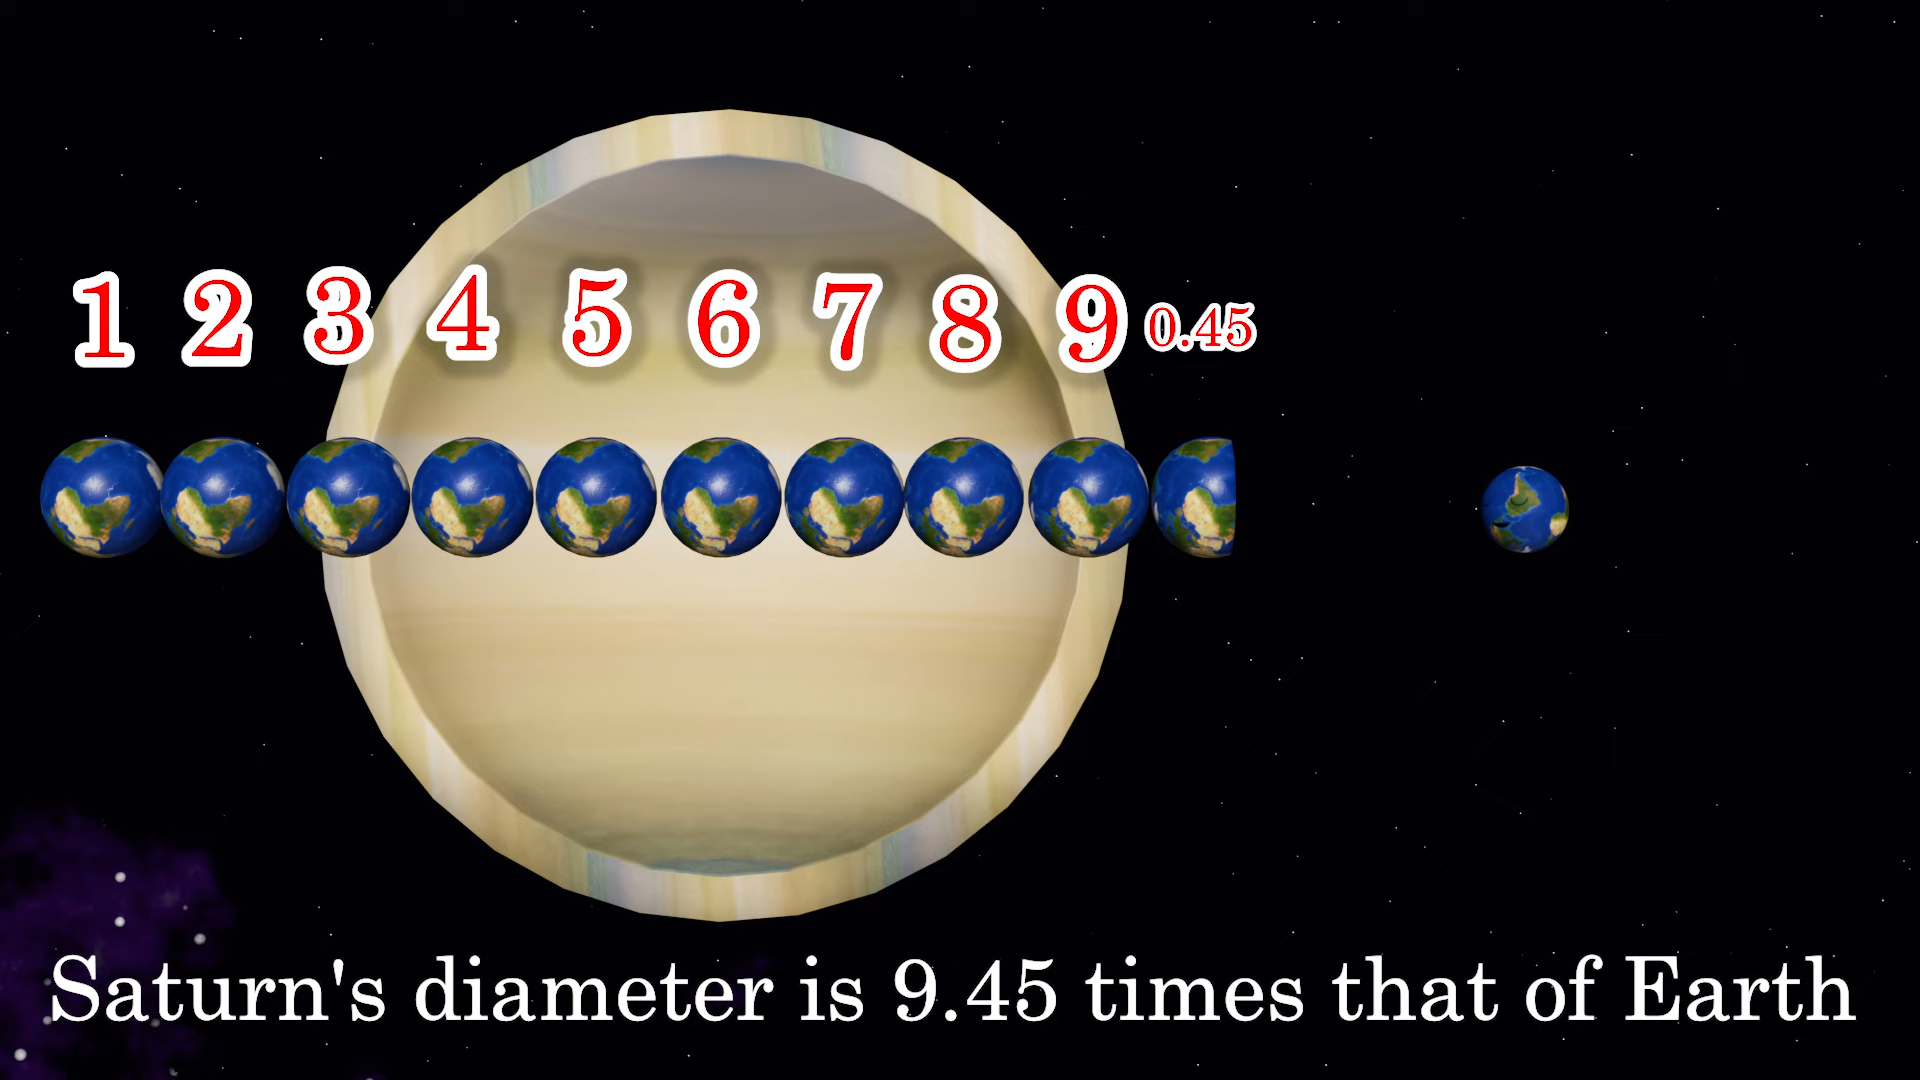 1 2 3 4 5 6 7 8 9 0.45
Saturn's diameter is 9.45 times that of Earth